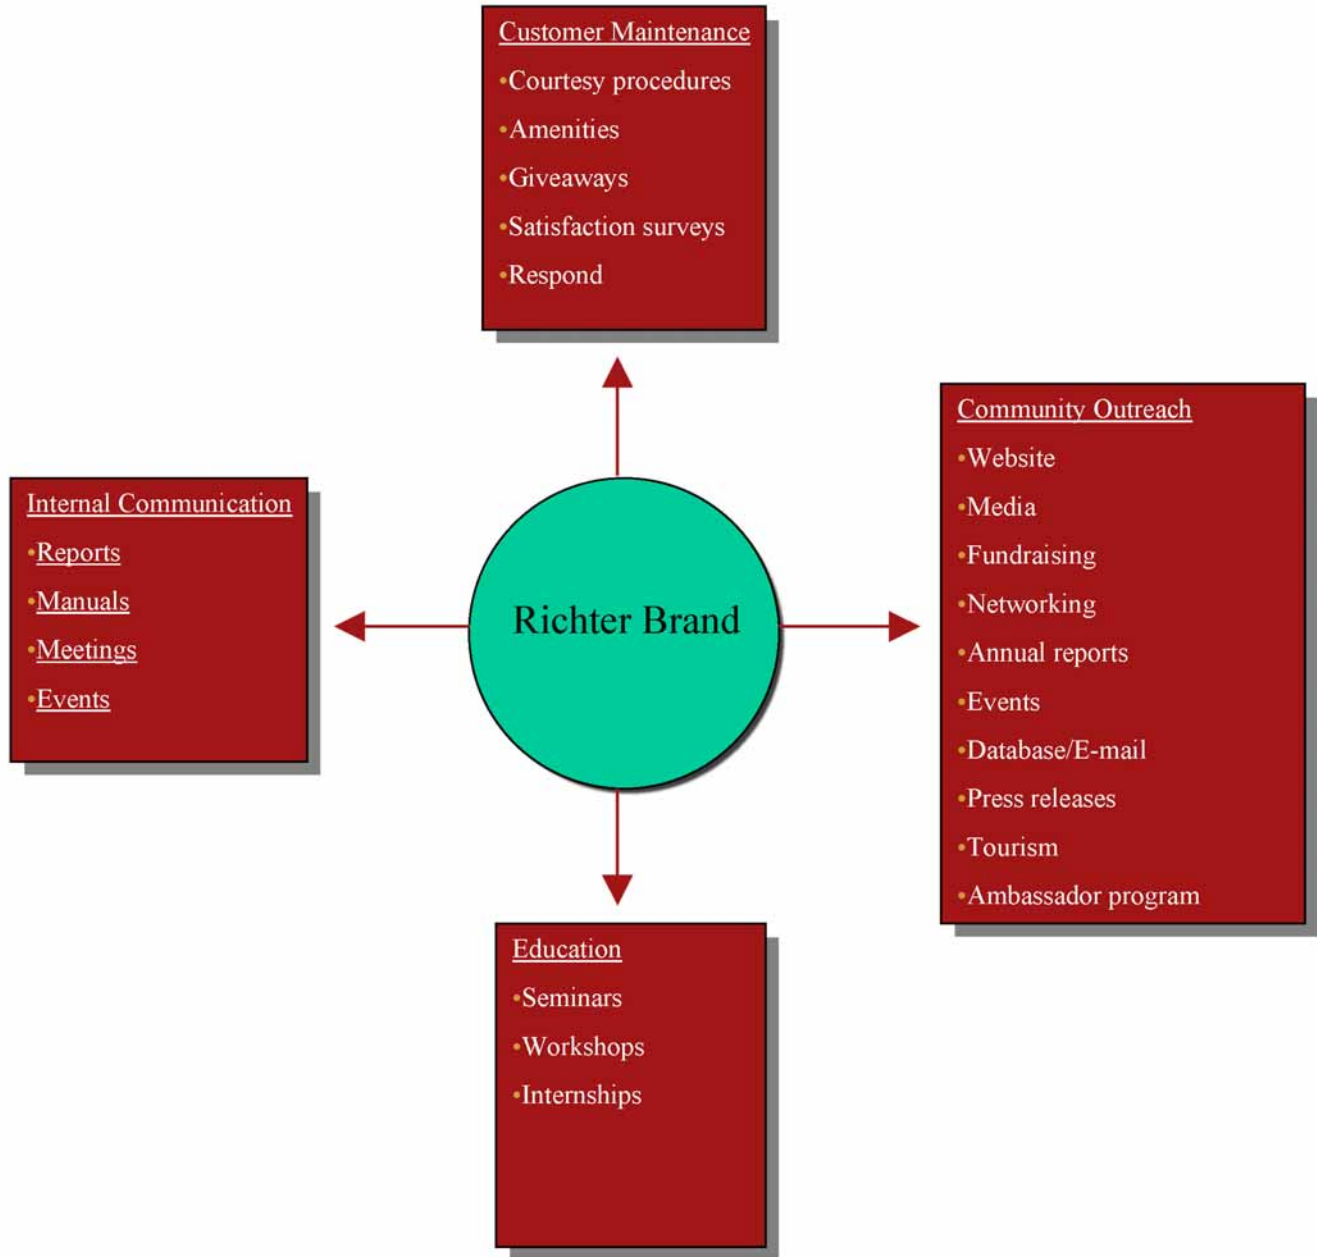 Customer Maintenance
•Courtesy procedures
•Amenities
•Giveaways
•Satisfaction surveys
•Respond
Community Outreach
•Website
•Media
•Fundraising
•Networking
•Annual reports
•Events
•Database/E-mail
•Press releases
•Tourism
•Ambassador program
Internal Communication
•Reports
•Manuals
•Meetings
•Events
Richter Brand
Education
•Seminars
•Workshops
•Internships